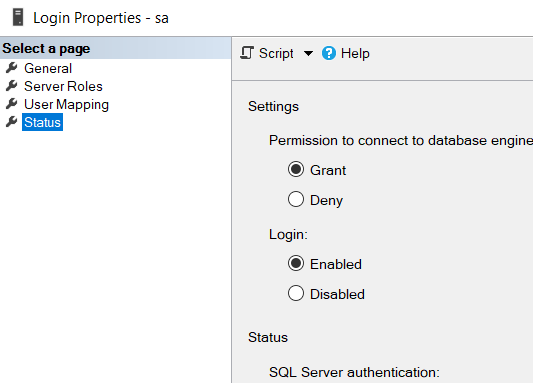 Login Properties - sa
Select a page
General
Server Roles
User Mapping
Status
Script
Help
Settings
Permission to connect to database engine
Grant
Deny
Login:
Enabled
Disabled
Status
SQL Server authentication: